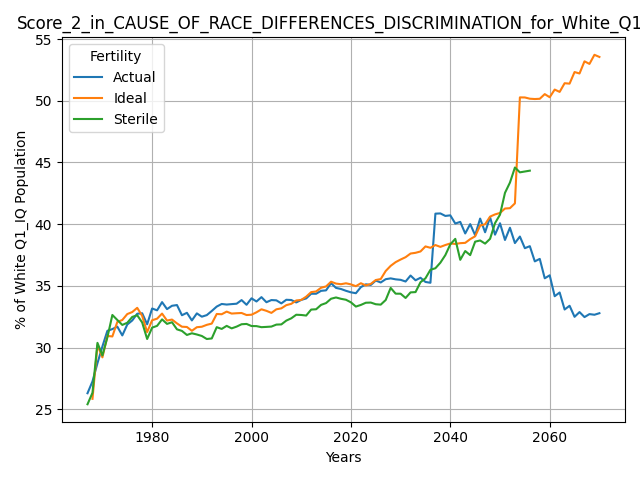 Score_2_in_CAUSE_OF_RACE_DIFFERENCES_DISCRIMINATION_for_White_Q1
55
50
45
40
35
30
25
% of White Q1_IQ Population
Fertility
Actual
Ideal
Sterile
1980
2000
2020
2040
2060
Years